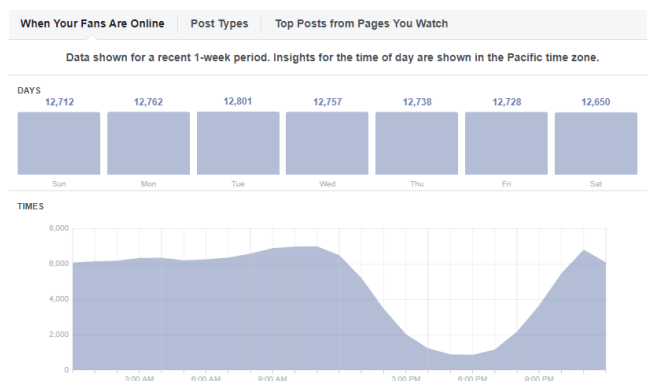 When Your Fans Are Online Post Types Top Posts from Pages You Watch
Data shown for a recent 1-week period. Insights for the time of day are shown in the Pacific time zone.
DAYS
12,712 12,762 12,801 12,757 12,738 12,728 12,650
Sun Mon Tue Wed Thu Fri Sat
TIMES
8,000
6,000
4,000
2,000
0
3:00 AM 6:00 AM 9:00 AM 3:00 PM 6:00 PM 9:00 PM